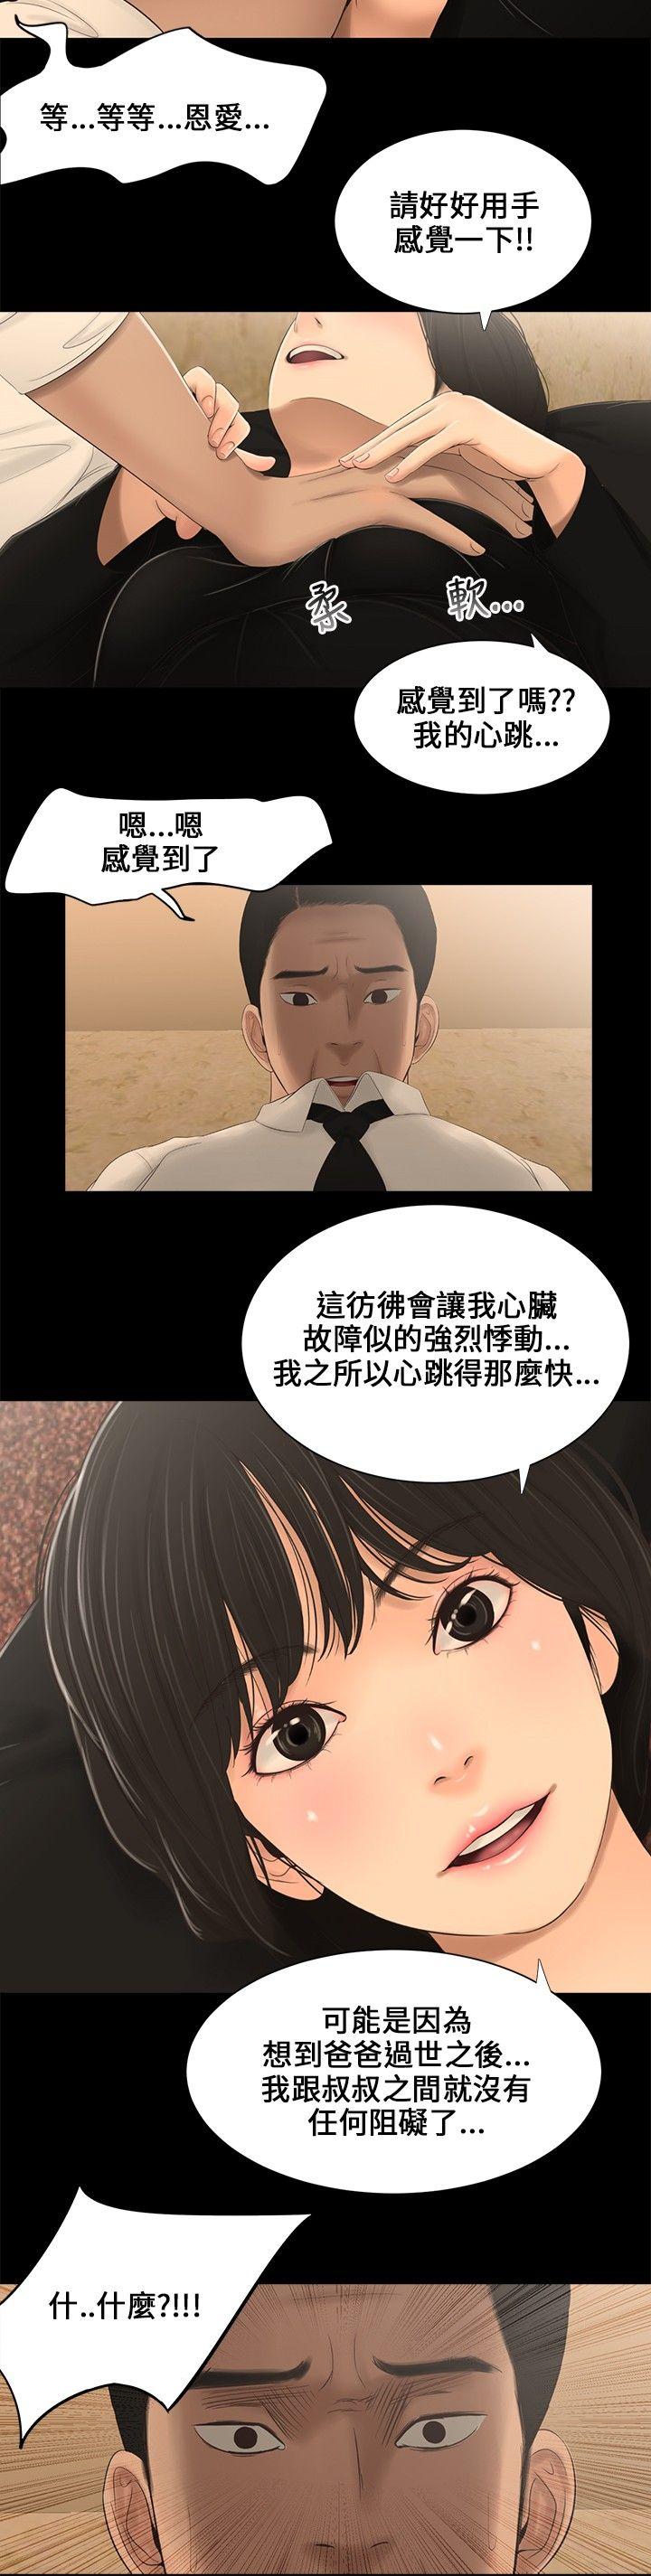 等...等等...恩愛...
請好好用手
感覺一下!!
柔 軟...
感覺到了嗎??
我的心跳...
嗯...嗯
感覺到了
這彷彿會讓我心臟
故障似的強烈悸動...
我之所以心跳得那麼快...
可能是因為
想到爸爸過世之後...
我跟叔叔之間就沒有
任何阻礙了...
什..什麼?!!!